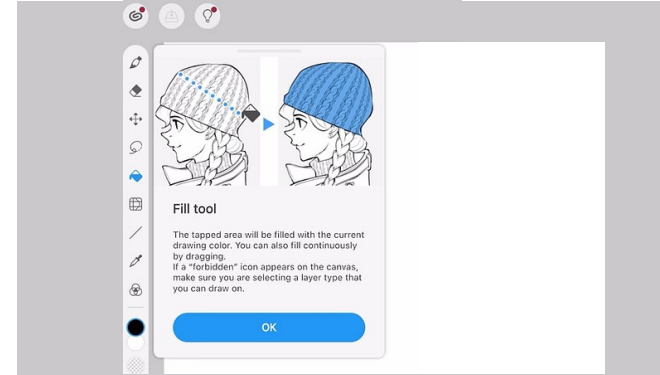 Fill tool
The tapped area will be filled with the current
drawing color. You can also fill continuously
by dragging.
If a “forbidden” icon appears on the canvas,
make sure you are selecting a layer type that
you can draw on.
OK